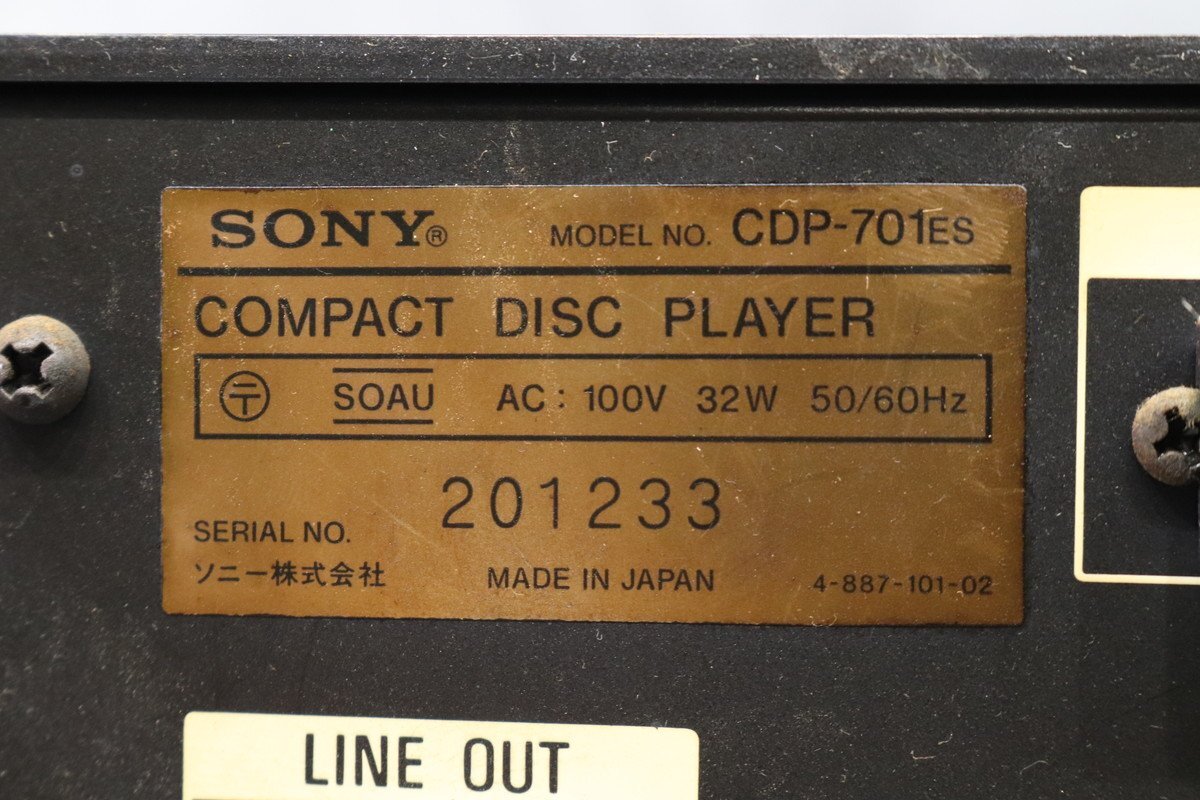 SONY® MODEL NO. CDP-701ES
COMPACT DISC PLAYER
〒 SOAU AC: 100V 32W 50/60Hz
SERIAL NO. 201233
ソニー株式会社 MADE IN JAPAN 4-887-101-02
LINE OUT